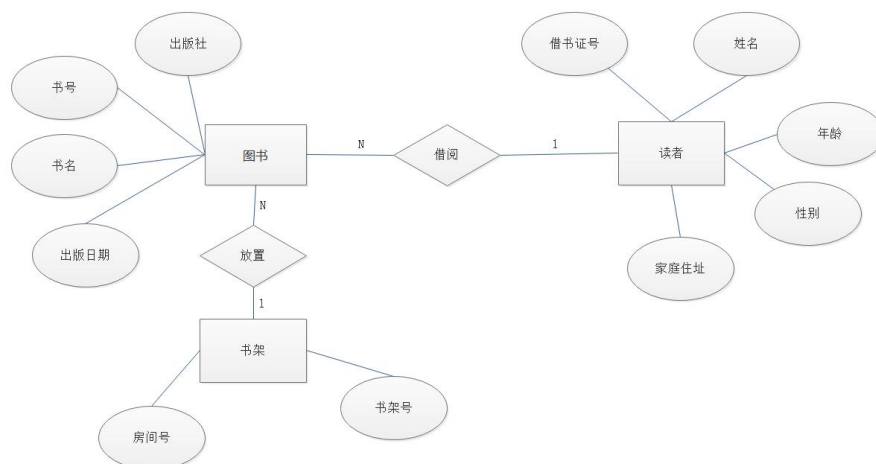 出版社
借书证号
姓名
书号
年龄
图书
N
借阅
1
读者
书名
性别
N
出版日期
放置
家庭住址
1
书架
书架号
房间号